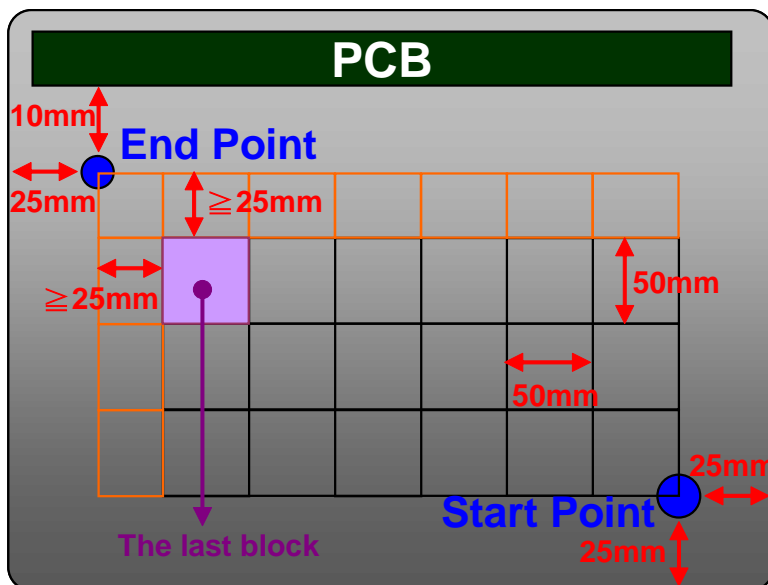 PCB
10mm
End Point
25mm
≧25mm
≧25mm
50mm
50mm
25mm
Start Point
25mm
The last block